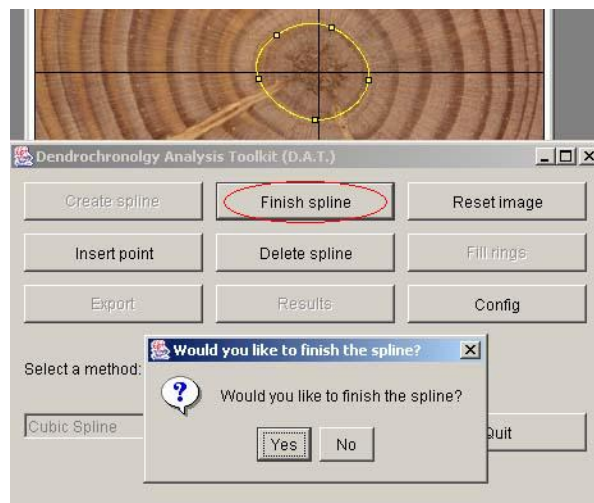 Dendrochronolgy Analysis Toolkit (D.A.T.)
Create spline
Finish spline
Reset image
Insert point
Delete spline
Fill rings
Export
Results
Config
Would you like to finish the spline?
Select a method:
Would you like to finish the spline?
Cubic Spline
Yes
No
Quit